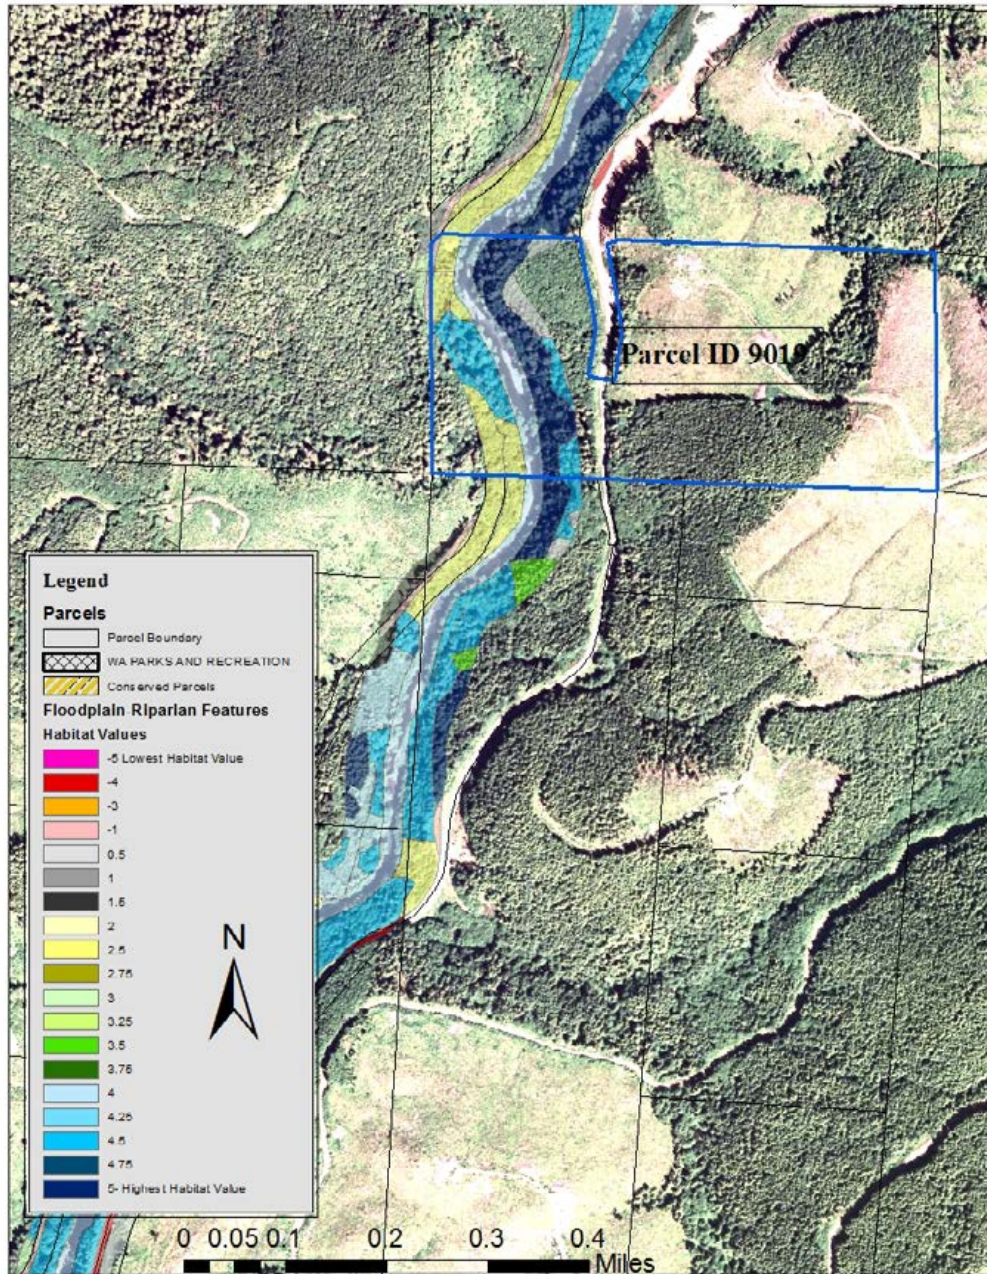 Parcel ID 9019
Legend
Parcels
Parcel Boundary
WA PARKS AND RECREATION
Conserved Parcels
Floodplain-Riparian Features
Habitat Values
-5 Lowest Habitat Value
-4
-3
-1
0.5
1
1.5
2
2.5
2.75
3
3.25
3.5
3.75
4
4.25
4.5
4.75
5- Highest Habitat Value
N
0 0.05 0.1 0.2 0.3 0.4
Miles